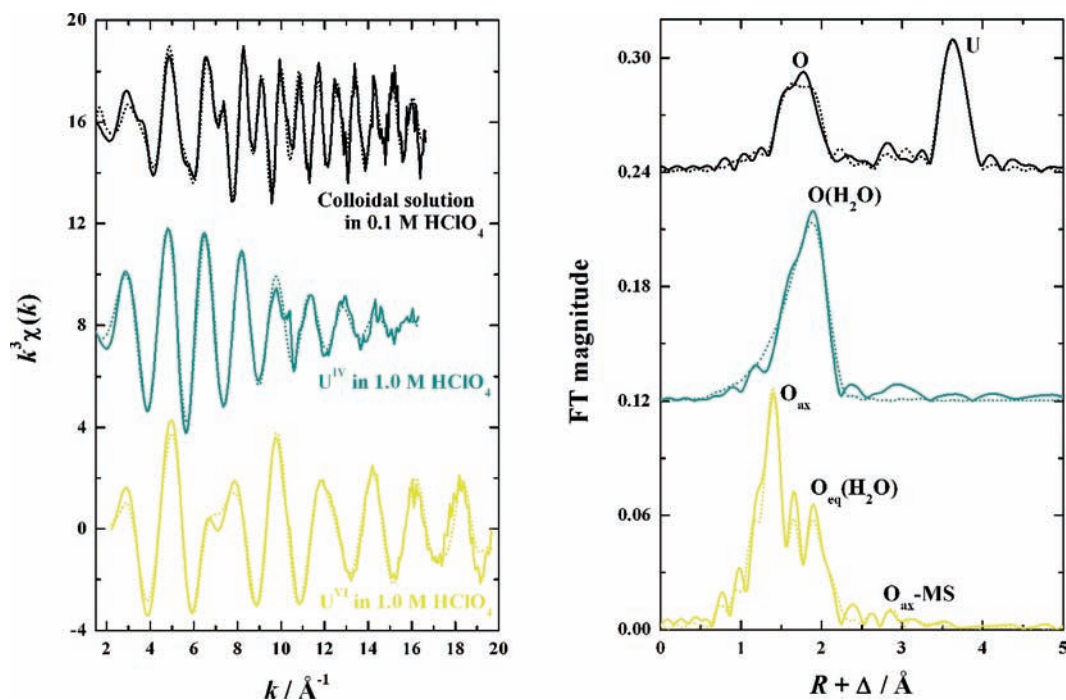 20
16
12
8
4
0
-4
k³χ(k)
Colloidal solution
in 0.1 M HClO₄
Uᴵⱽ in 1.0 M HClO₄
Uⱽᴵ in 1.0 M HClO₄
2 4 6 8 10 12 14 16 18 20
k / Å⁻¹
0.30
0.24
0.18
0.12
0.06
0.00
FT magnitude
O
U
O(H₂O)
Oₐₓ
O_eq(H₂O)
Oₐₓ-MS
0 1 2 3 4 5
R + Δ / Å